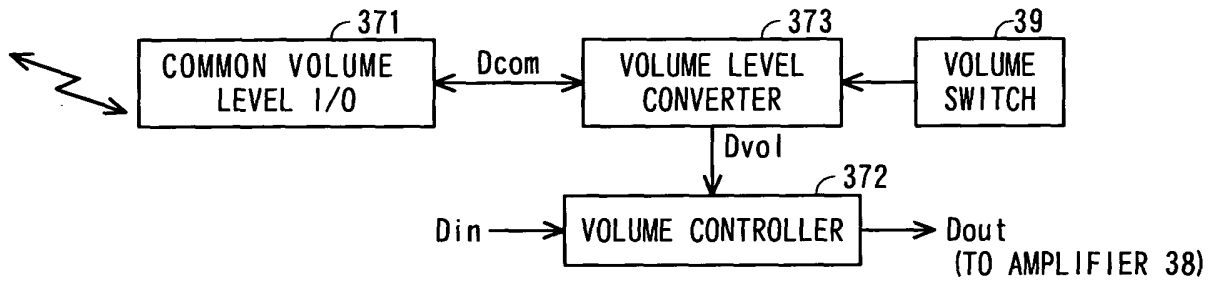 371
COMMON VOLUME
LEVEL I/O
Dcom
373
VOLUME LEVEL
CONVERTER
39
VOLUME
SWITCH
Dvol
372
Din
VOLUME CONTROLLER
Dout
(TO AMPLIFIER 38)